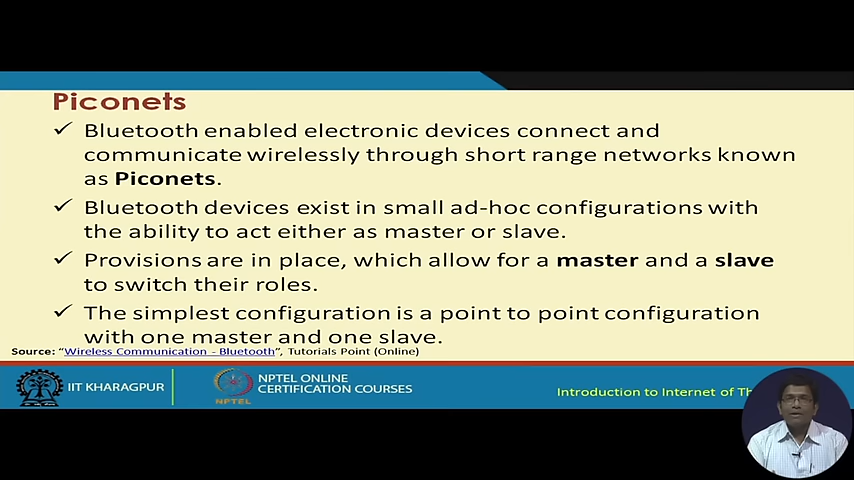 Piconets
✓ Bluetooth enabled electronic devices connect and
communicate wirelessly through short range networks known
as Piconets.
✓ Bluetooth devices exist in small ad-hoc configurations with
the ability to act either as master or slave.
✓ Provisions are in place, which allow for a master and a slave
to switch their roles.
✓ The simplest configuration is a point to point configuration
with one master and one slave.
Source: “Wireless Communication - Bluetooth”, Tutorials Point (Online)
IIT KHARAGPUR
NPTEL
NPTEL ONLINE
CERTIFICATION COURSES
Introduction to Internet of Th